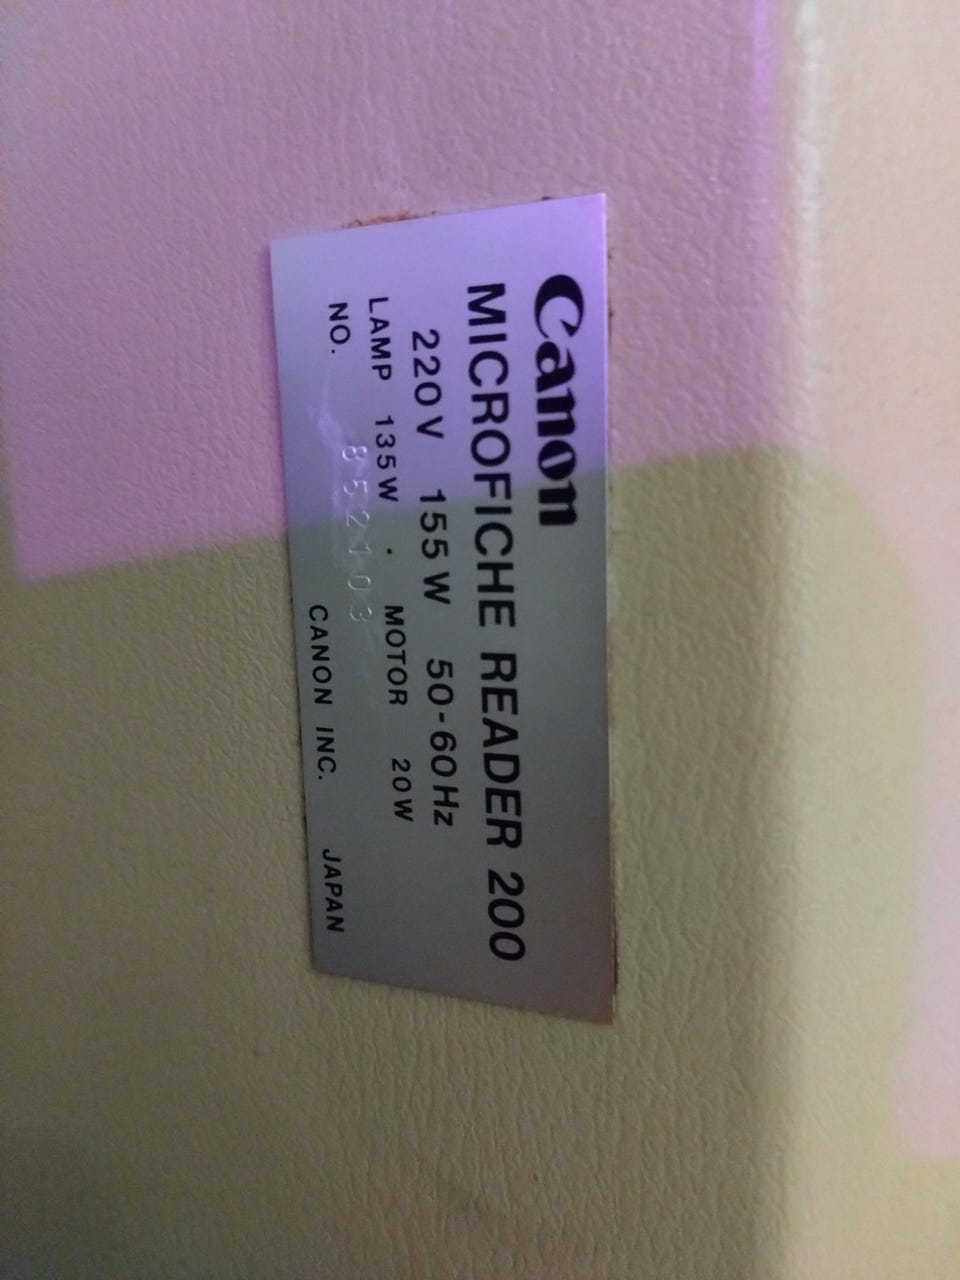 Canon
MICROFICHE READER 200
220V 155W 50-60Hz
LAMP 135W . MOTOR 20W
NO. 852103
CANON INC. JAPAN